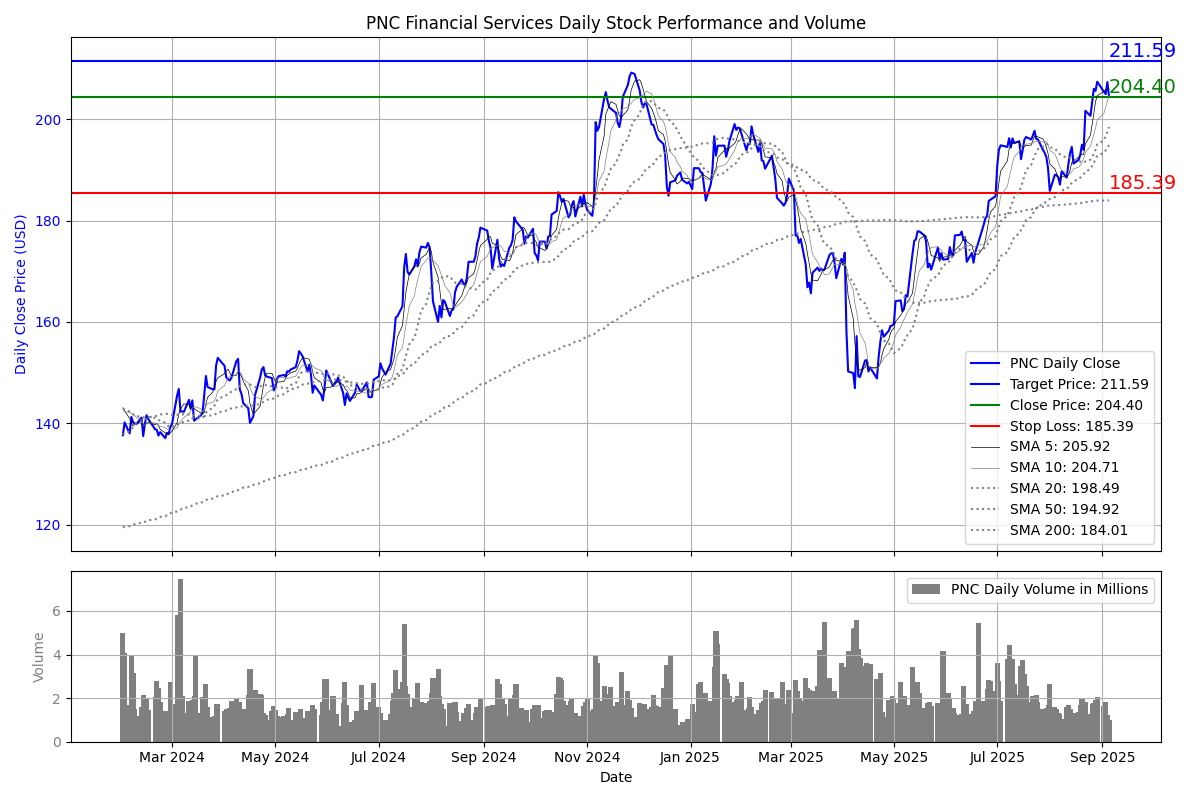 PNC Financial Services Daily Stock Performance and Volume
211.59
204.40
185.39
Daily Close Price (USD)
200
180
160
140
120
PNC Daily Close
Target Price: 211.59
Close Price: 204.40
Stop Loss: 185.39
SMA 5: 205.92
SMA 10: 204.71
SMA 20: 198.49
SMA 50: 194.92
SMA 200: 184.01
PNC Daily Volume in Millions
Volume
6
4
2
0
Mar 2024 May 2024 Jul 2024 Sep 2024 Nov 2024 Jan 2025 Mar 2025 May 2025 Jul 2025 Sep 2025
Date